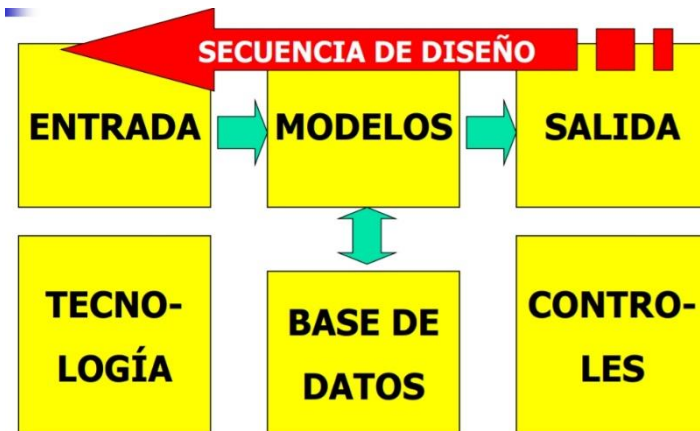 SECUENCIA DE DISEÑO
ENTRADA
MODELOS
SALIDA
TECNO-
LOGÍA
BASE DE
DATOS
CONTRO-
LES